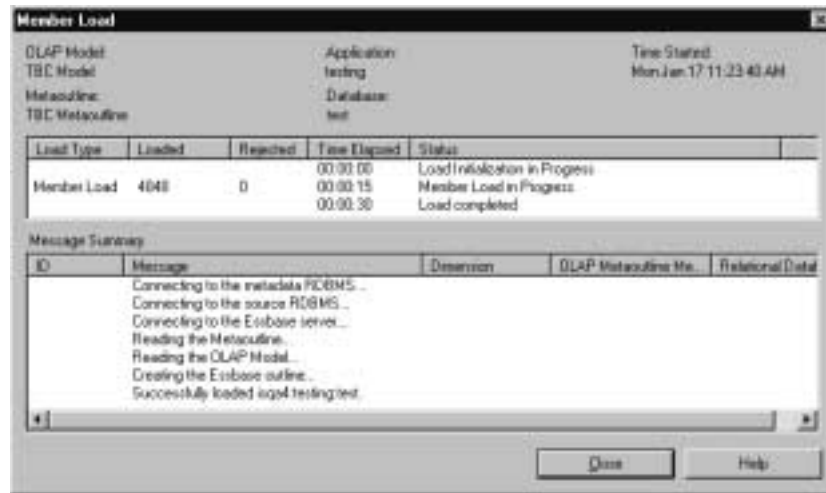 Member Load
OLAP Model: Application: Time Started:
TBC Model testing Mon Jan 17 11:23:40 AM
Metaoutline: Database:
TBC Metaoutline test
Load Type Loaded Rejected Time Elapsed Status
00:00:00 Load Initialization in Progress
Member Load 4048 0 00:00:15 Member Load in Progress
00:00:30 Load completed
Message Summary
ID Message Dimension OLAP Metaoutline Me... Relational Datab
Connecting to the metadata RDBMS...
Connecting to the source RDBMS...
Connecting to the Essbase server...
Reading the Metaoutline...
Reading the OLAP Model...
Creating the Essbase outline...
Successfully loaded testing:test.
Close Help